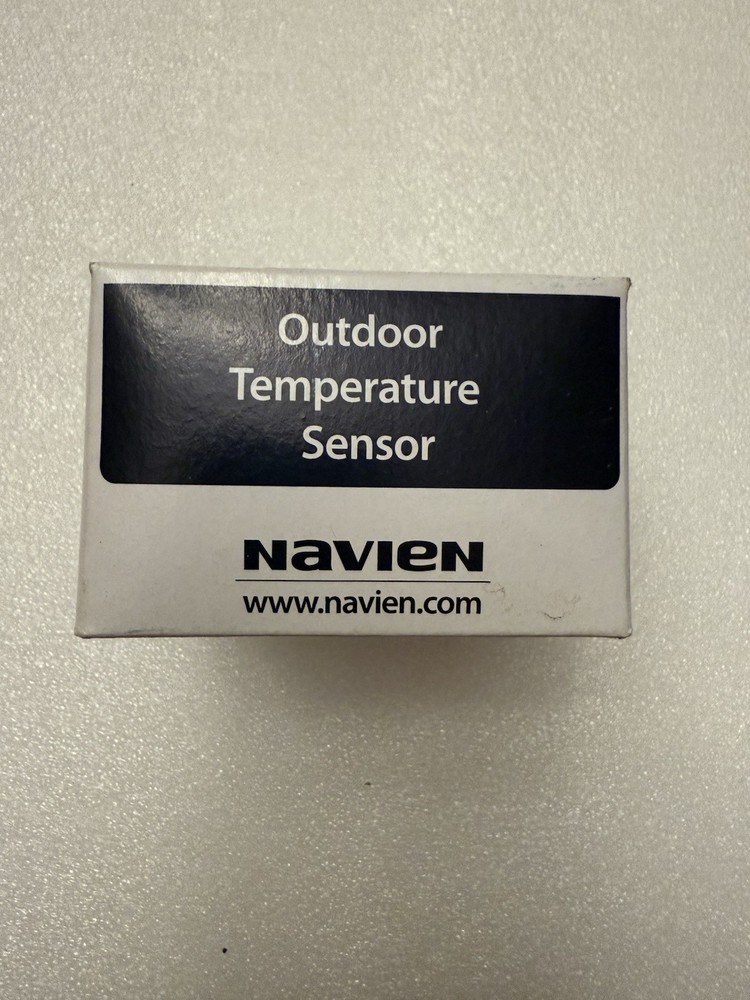 Outdoor
Temperature
Sensor
NAVIEN
www.navien.com